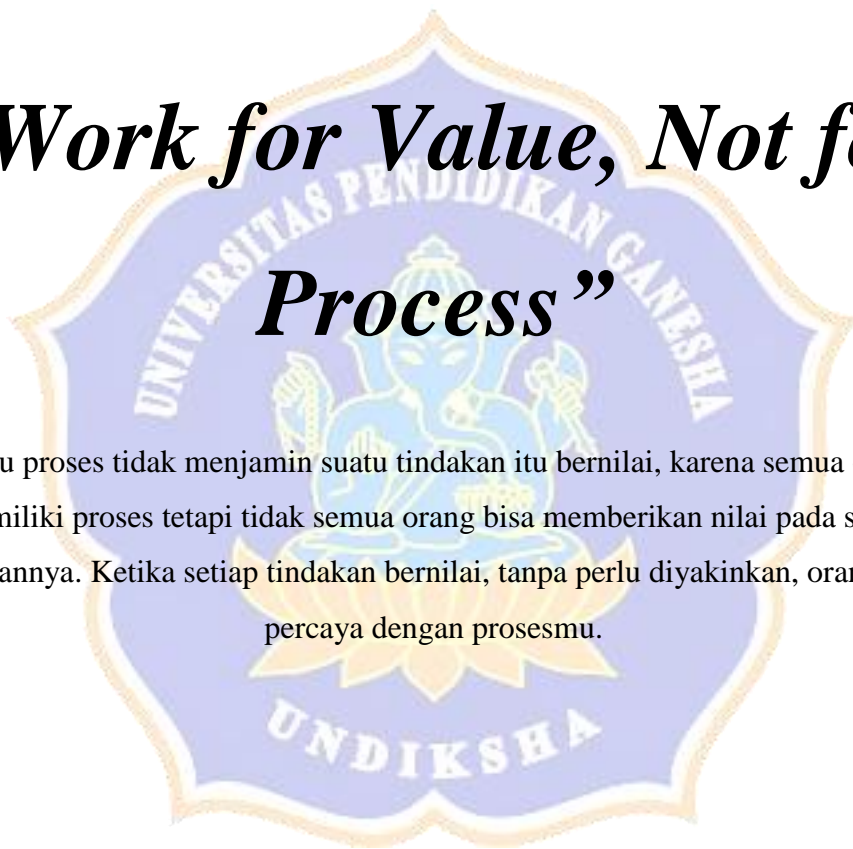 Work for Value, Not fo
UNIVERSITAS PENDIDIKAN GANESHA
Process”
u proses tidak menjamin suatu tindakan itu bernilai, karena semua
miliki proses tetapi tidak semua orang bisa memberikan nilai pada s
annya. Ketika setiap tindakan bernilai, tanpa perlu diyakinkan, oran
percaya dengan prosesmu.
UNDIKSHA